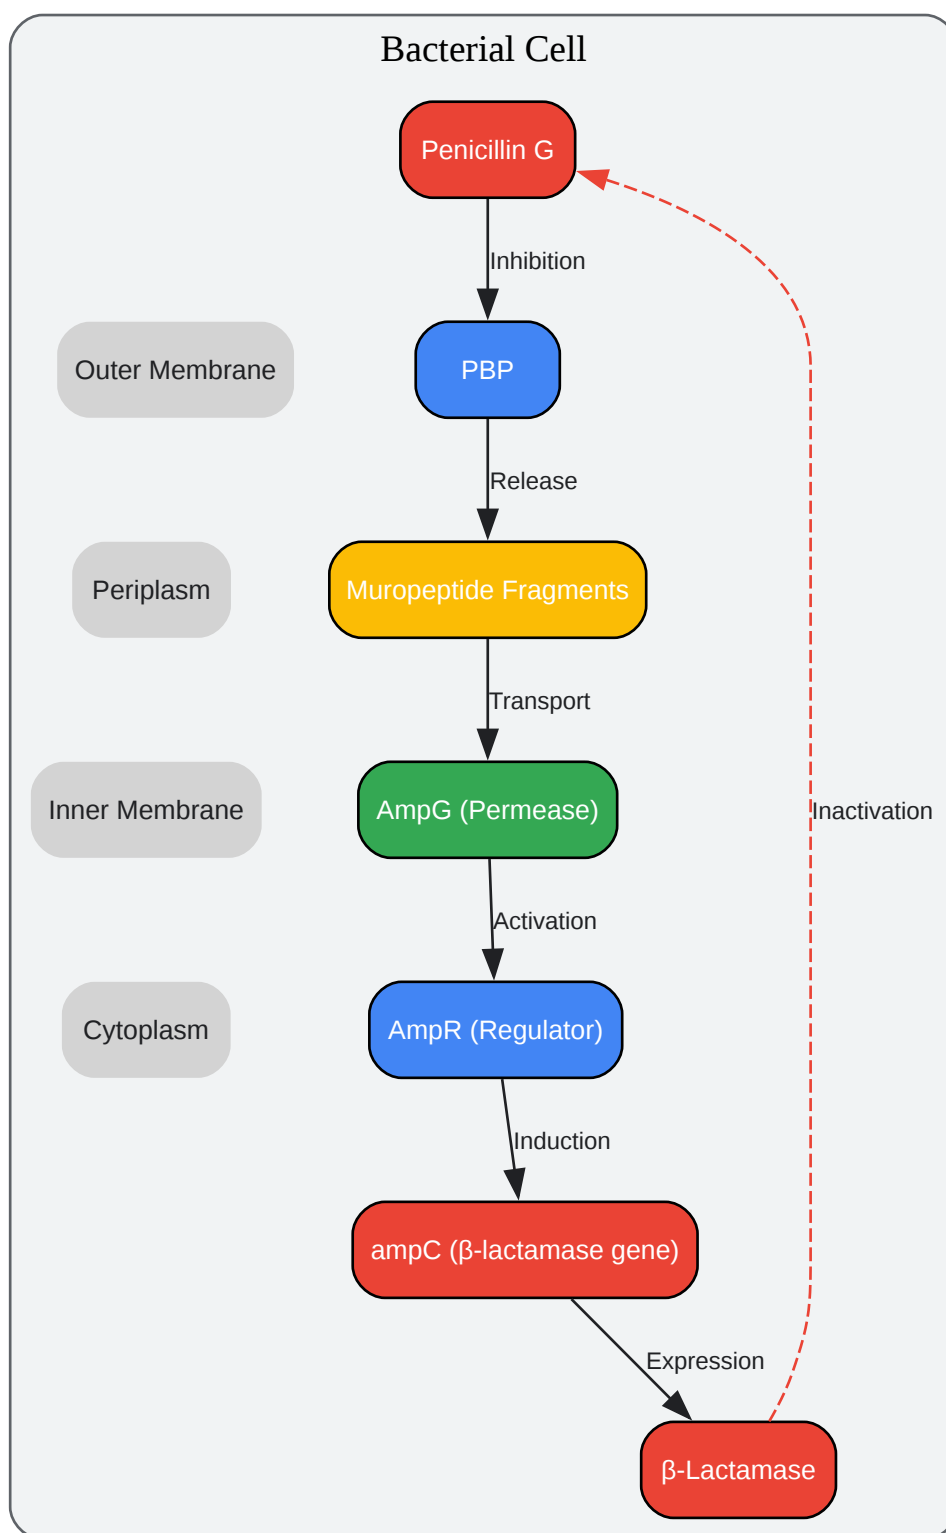 Bacterial Cell
Penicillin G
Inhibition
Outer Membrane
PBP
Release
Periplasm
Muropeptide Fragments
Transport
Inner Membrane
AmpG (Permease)
Inactivation
Activation
Cytoplasm
AmpR (Regulator)
Induction
ampC (β-lactamase gene)
Expression
β-Lactamase